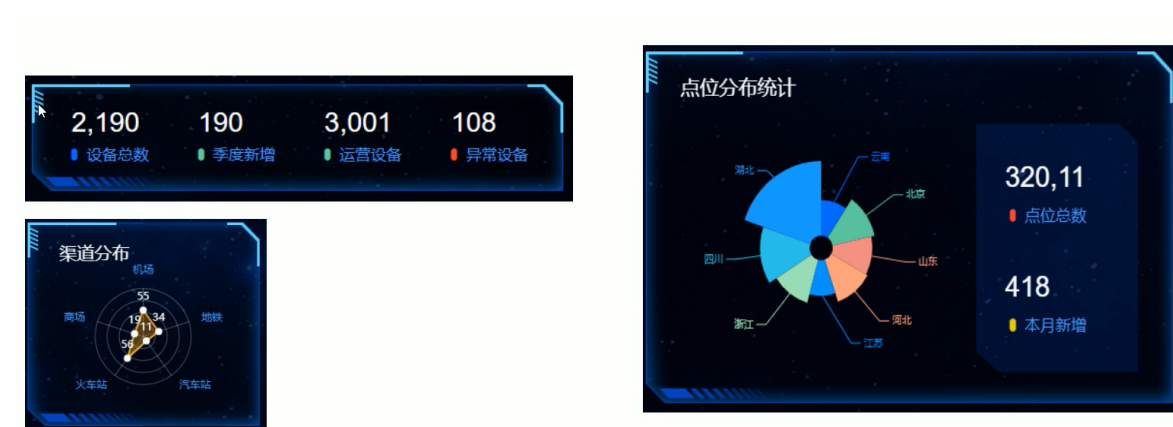 2,190 190 3,001 108
设备总数 季度新增 运营设备 异常设备
渠道分布
机场
55
商场 19 34 地铁
11
56
火车站 汽车站
点位分布统计
湖北 云南
北京
四川 山东
浙江 河北
江苏
320,11
点位总数
418
本月新增